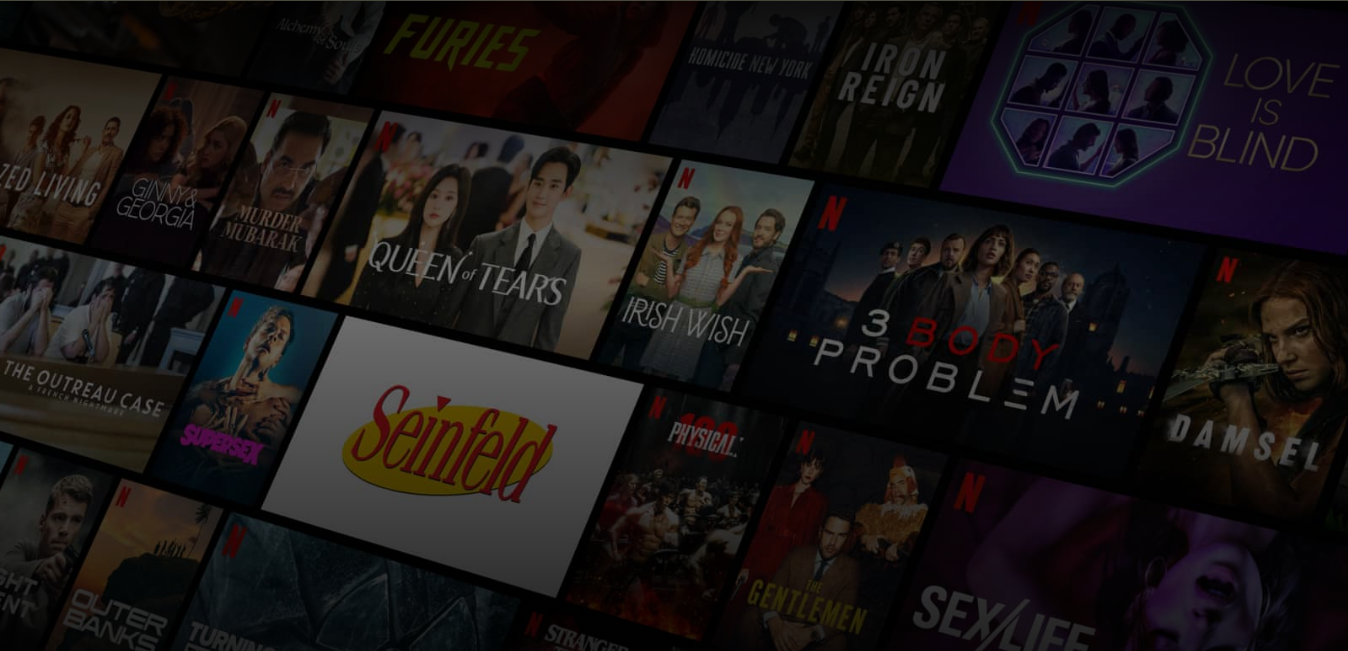 Alchemy
of Souls
FURIES
HOMICIDE NEW YORK
IRON
REIGN
LOVE
IS
BLIND
ZED LIVING
GINNY&
GEORGIA
MURDER
MUBARAK
QUEEN of TEARS
IRISH WISH
3 BODY
PROBLEM
DAMSEL
THE OUTREAU CASE
A FRENCH NIGHTMARE
SUPERSEX
Seinfeld
PHYSICAL:
100
THE
GENTLEMEN
SEX/LIFE
GHT
ENT
OUTER
BANKS
TURNING
STRANGER